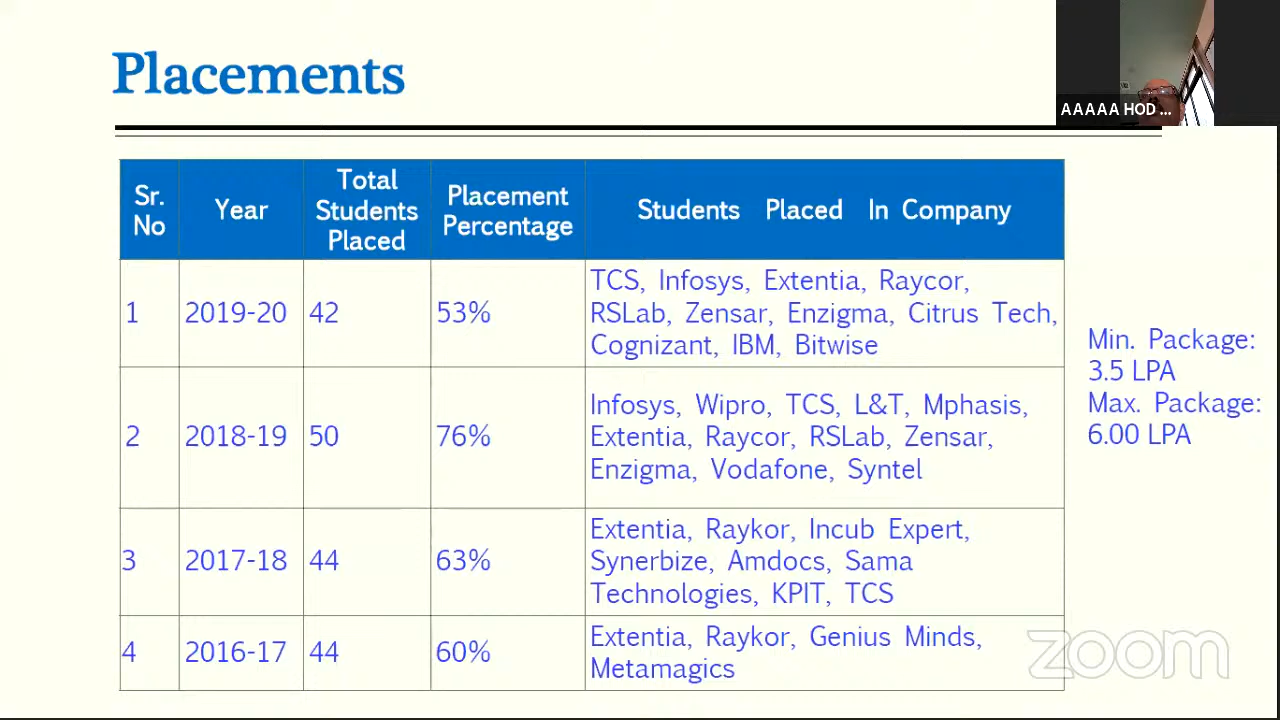 Placements
AAAAA HOD ...
Sr. No
Year
Total Students Placed
Placement Percentage
Students Placed In Company
1
2019-20
42
53%
TCS, Infosys, Extentia, Raycor,
RSLab, Zensar, Enzigma, Citrus Tech,
Cognizant, IBM, Bitwise
2
2018-19
50
76%
Infosys, Wipro, TCS, L&T, Mphasis,
Extentia, Raycor, RSLab, Zensar,
Enzigma, Vodafone, Syntel
3
2017-18
44
63%
Extentia, Raykor, Incub Expert,
Synerbize, Amdocs, Sama
Technologies, KPIT, TCS
4
2016-17
44
60%
Extentia, Raykor, Genius Minds,
Metamagics
Min. Package:
3.5 LPA
Max. Package:
6.00 LPA
zoom